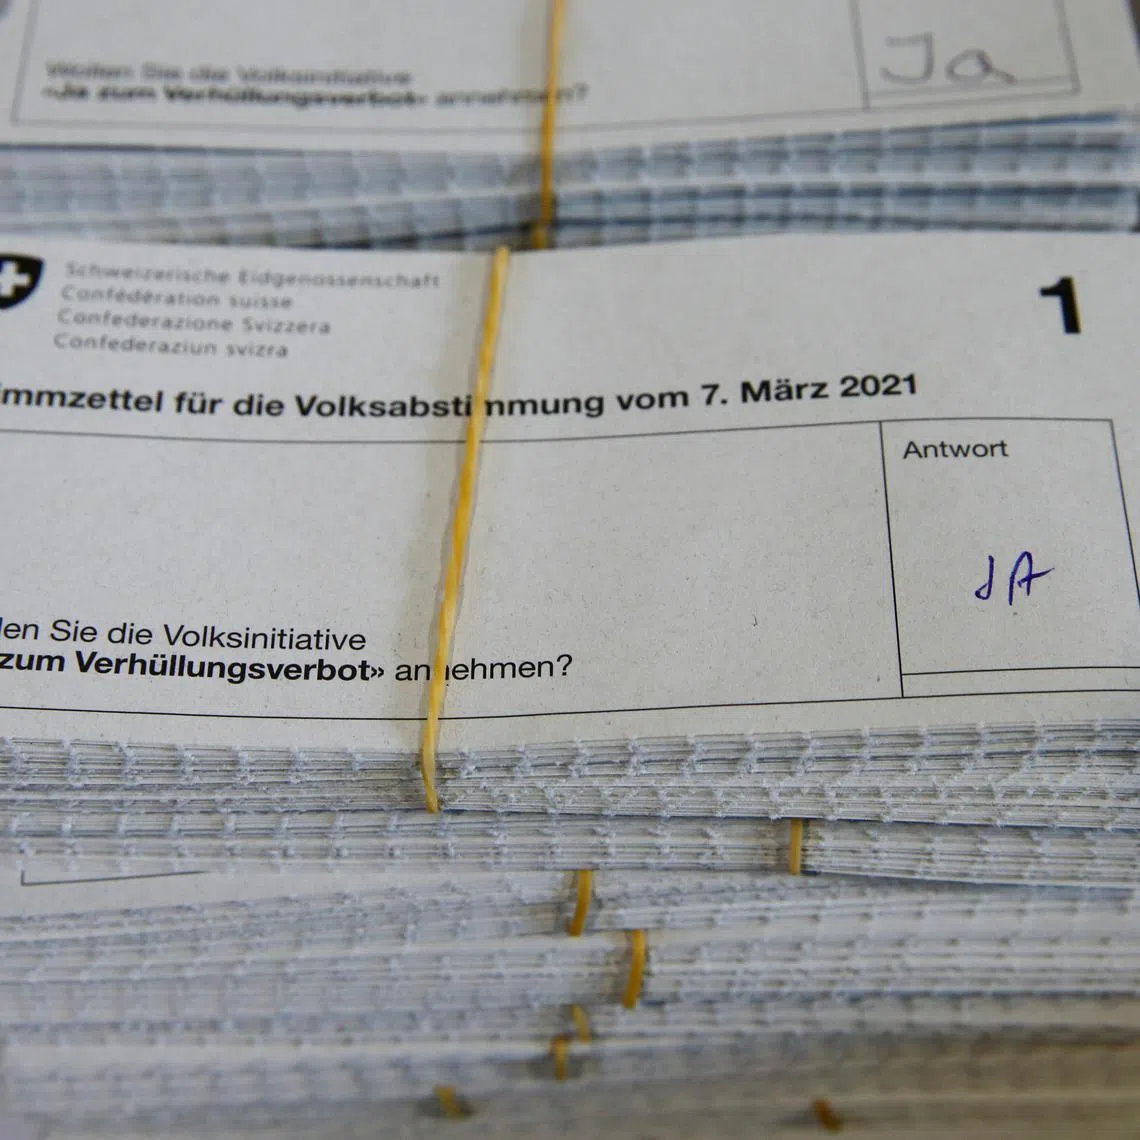 Wollen Sie die Volksinitiative
«Ja zum Verhüllungsverbot» annehmen?
Ja
Schweizerische Eidgenossenschaft
Confédération suisse
Confederazione Svizzera
Confederaziun svizra
1
immzettel für die Volksabstimmung vom 7. März 2021
Antwort
JA
len Sie die Volksinitiative
zum Verhüllungsverbot» annehmen?